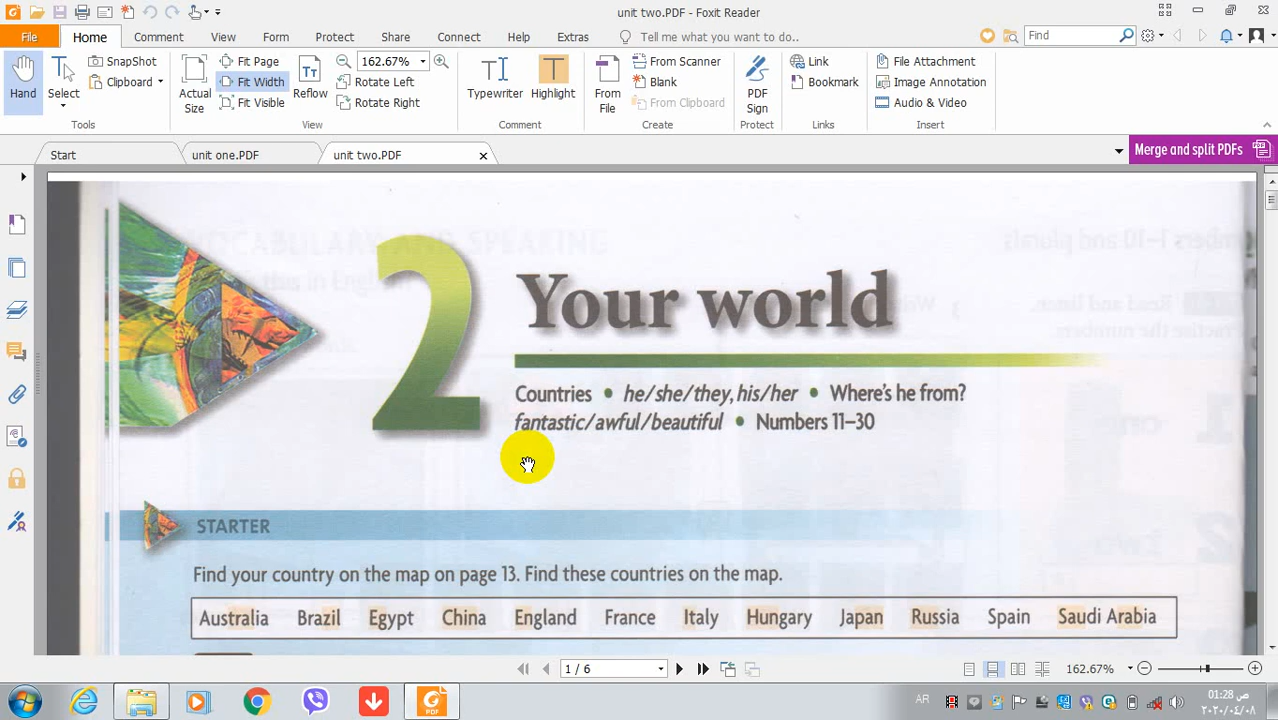 unit two.PDF - Foxit Reader
File Home Comment View Form Protect Share Connect Help Extras Tell me what you want to do... Find
Hand
Select
SnapShot
Clipboard
Tools
Actual Size
Fit Page
Fit Width
Fit Visible
Reflow
162.67%
Rotate Left
Rotate Right
View
Typewriter
Highlight
Comment
From File
From Scanner
Blank
From Clipboard
Create
PDF Sign
Protect
Link
Bookmark
Links
File Attachment
Image Annotation
Audio & Video
Insert
Start unit one.PDF unit two.PDF Merge and split PDFs
2 Your world
Countries • he/she/they, his/her • Where's he from?
fantastic/awful/beautiful • Numbers 11–30
STARTER
Find your country on the map on page 13. Find these countries on the map.
Australia Brazil Egypt China England France Italy Hungary Japan Russia Spain Saudi Arabia
1 / 6 162.67%
AR
01:28 ص
٢٠٢٠/٠٤/٠٨